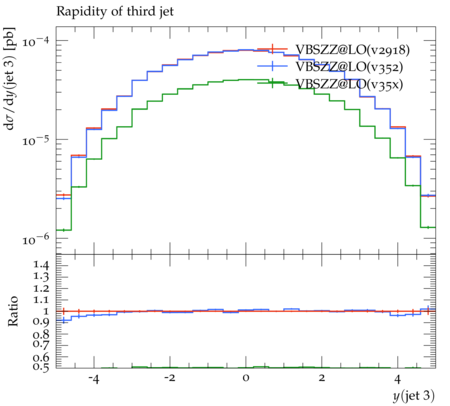 Rapidity of third jet
dσ/dy(jet 3) [pb]
10⁻⁴
VBSZZ@LO(v2918)
VBSZZ@LO(v352)
VBSZZ@LO(v35x)
10⁻⁵
10⁻⁶
Ratio
1.4
1.3
1.2
1.1
1
0.9
0.8
0.7
0.6
0.5
-4 -2 0 2 4
y(jet 3)